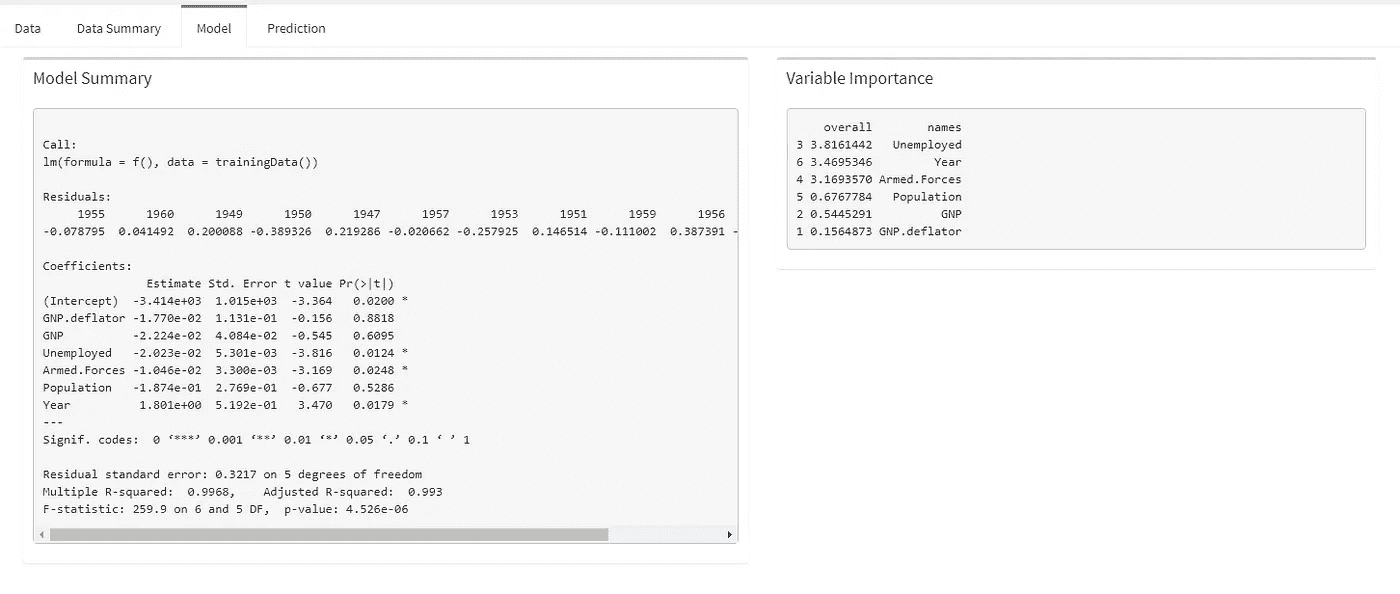 Data Data Summary Model Prediction
Model Summary
Call:
lm(formula = f(), data = trainingData())
Residuals:
1955 1960 1949 1950 1947 1957 1953 1951 1959 1956
-0.078795 0.041492 0.200088 -0.389326 0.219286 -0.020662 -0.257925 0.146514 -0.111002 0.387391 -
Coefficients:
Estimate Std. Error t value Pr(>|t|)
(Intercept) -3.414e+03 1.015e+03 -3.364 0.0200 *
GNP.deflator -1.770e-02 1.131e-01 -0.156 0.8818
GNP -2.224e-02 4.084e-02 -0.545 0.6095
Unemployed -2.023e-02 5.301e-03 -3.816 0.0124 *
Armed.Forces -1.046e-02 3.300e-03 -3.169 0.0248 *
Population -1.874e-01 2.769e-01 -0.677 0.5286
Year 1.801e+00 5.192e-01 3.470 0.0179 *
---
Signif. codes: 0 ‘***’ 0.001 ‘**’ 0.01 ‘*’ 0.05 ‘.’ 0.1 ‘ ’ 1
Residual standard error: 0.3217 on 5 degrees of freedom
Multiple R-squared: 0.9968, Adjusted R-squared: 0.993
F-statistic: 259.9 on 6 and 5 DF, p-value: 4.526e-06
Variable Importance
overall names
3 3.8161442 Unemployed
6 3.4695346 Year
4 3.1693570 Armed.Forces
5 0.6767784 Population
2 0.5445291 GNP
1 0.1564873 GNP.deflator